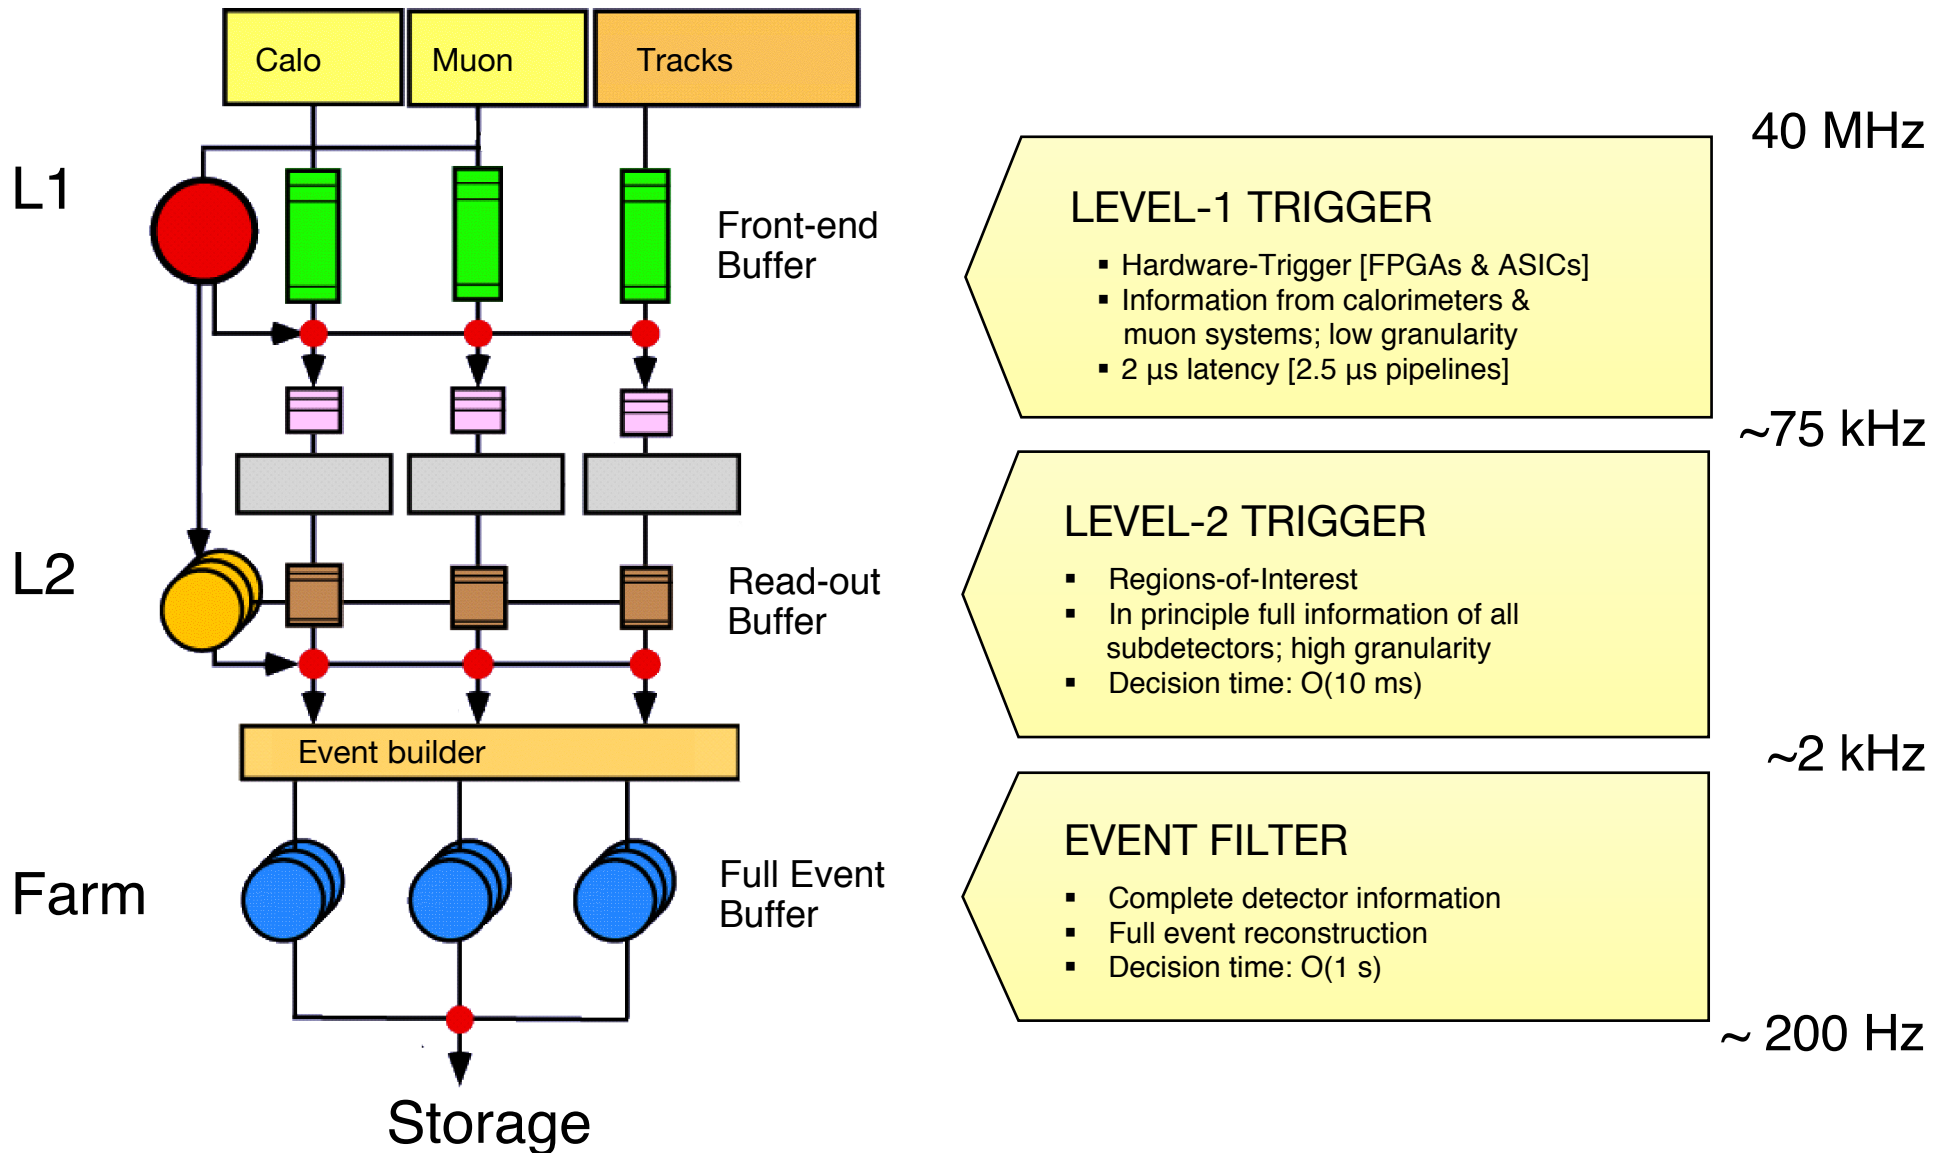 Calo
Muon
Tracks
40 MHz
L1
Front-end
Buffer
LEVEL-1 TRIGGER
▪ Hardware-Trigger [FPGAs & ASICs]
▪ Information from calorimeters &
muon systems; low granularity
▪ 2 μs latency [2.5 μs pipelines]
~75 kHz
L2
Read-out
Buffer
LEVEL-2 TRIGGER
▪ Regions-of-Interest
▪ In principle full information of all
subdetectors; high granularity
▪ Decision time: O(10 ms)
~2 kHz
Event builder
Farm
Full Event
Buffer
EVENT FILTER
▪ Complete detector information
▪ Full event reconstruction
▪ Decision time: O(1 s)
~ 200 Hz
Storage